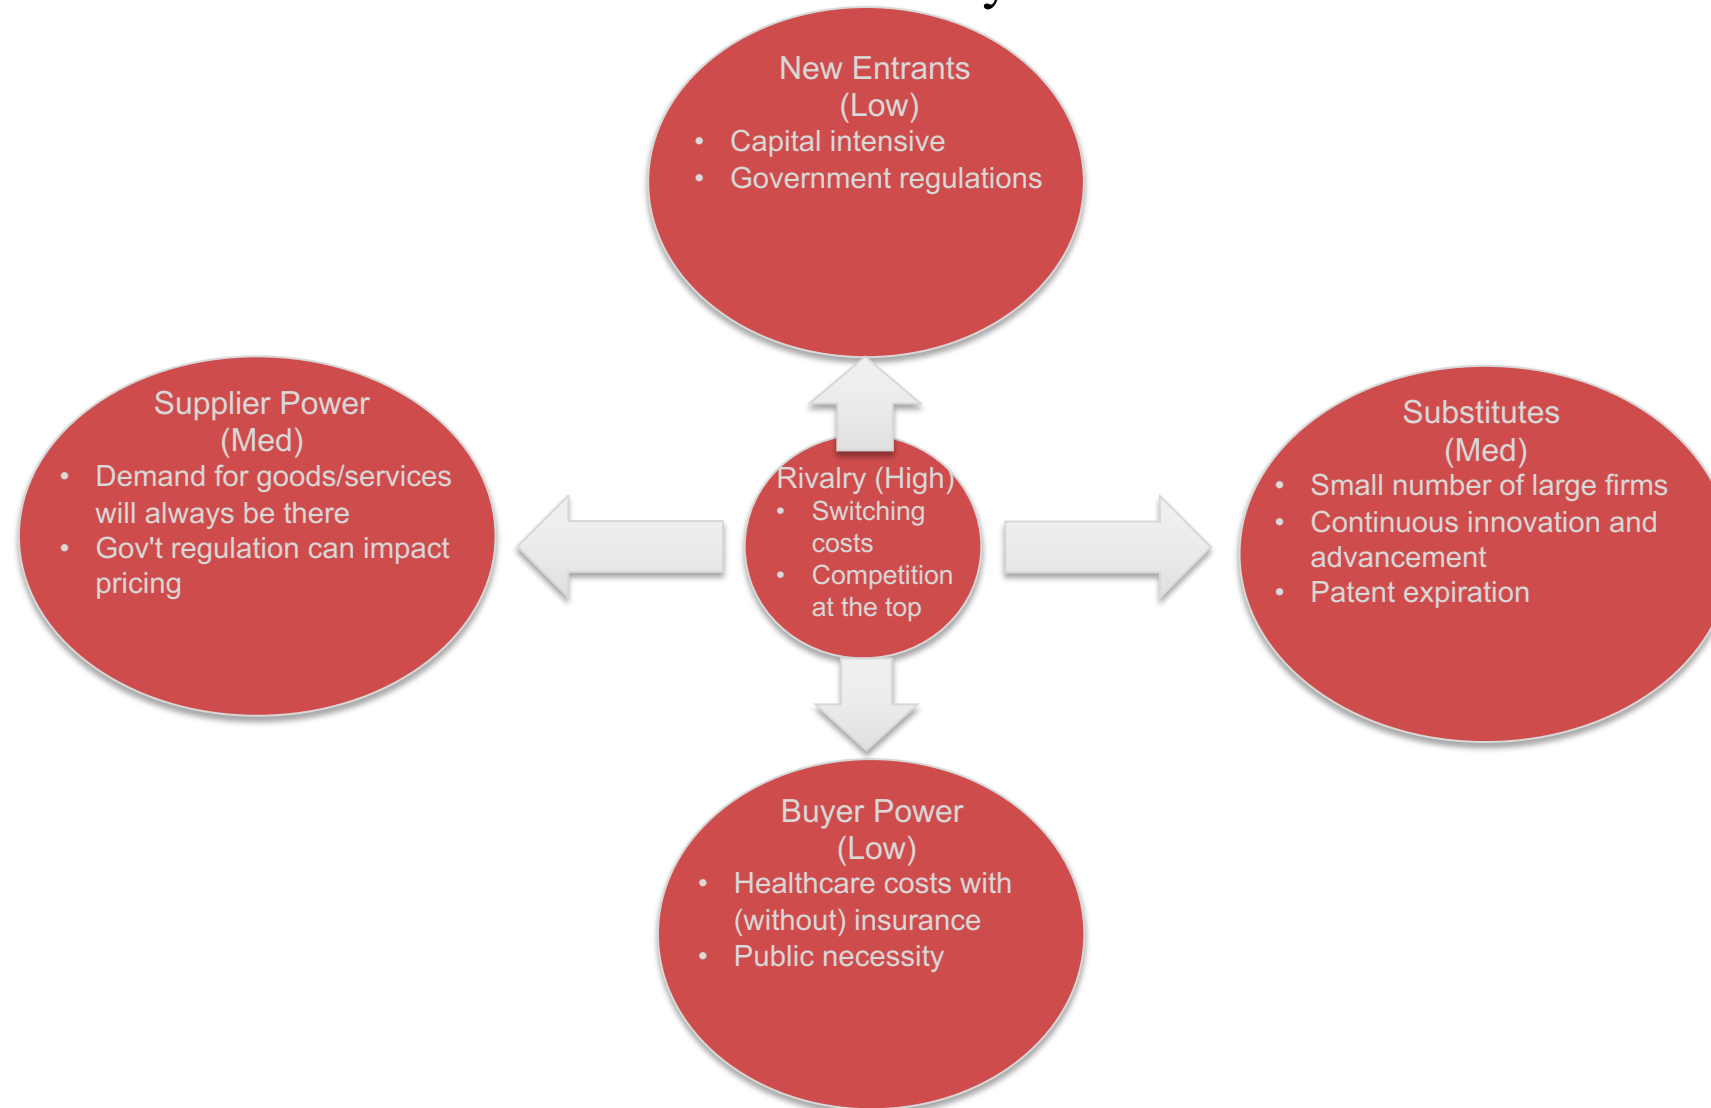 New Entrants
(Low)
• Capital intensive
• Government regulations
Supplier Power
(Med)
• Demand for goods/services
will always be there
• Gov't regulation can impact
pricing
Rivalry (High)
• Switching
costs
• Competition
at the top
Substitutes
(Med)
• Small number of large firms
• Continuous innovation and
advancement
• Patent expiration
Buyer Power
(Low)
• Healthcare costs with
(without) insurance
• Public necessity